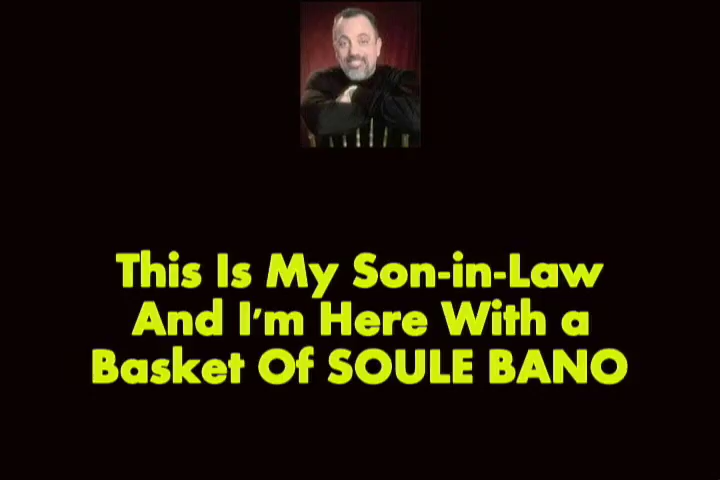 This Is My Son-in-Law
And I'm Here With a
Basket Of SOULE BANO